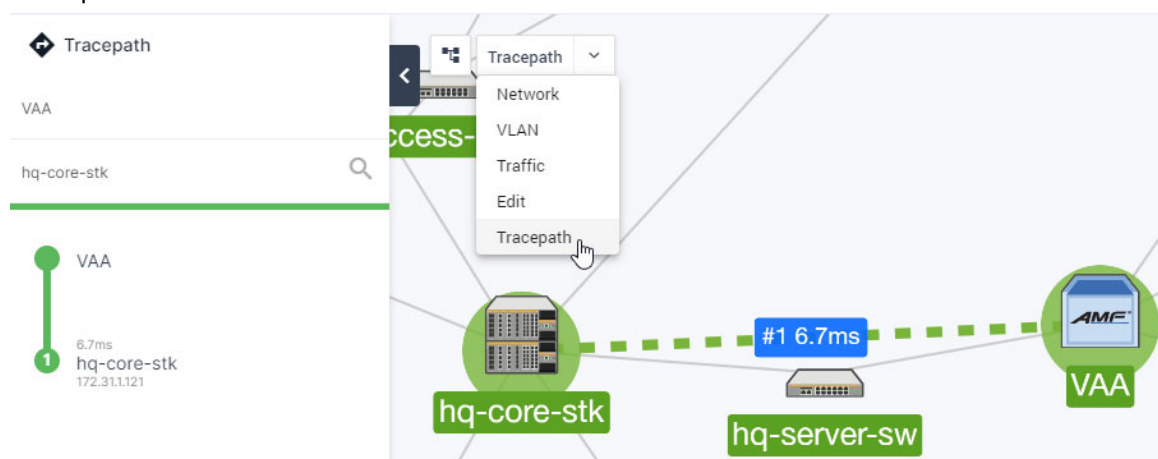 Tracepath
VAA
hq-core-stk
VAA
6.7ms
1
hq-core-stk
172.31.1.121
Tracepath
Network
VLAN
Traffic
Edit
Tracepath
ccess-
#1 6.7ms
AMF
hq-core-stk
hq-server-sw
VAA